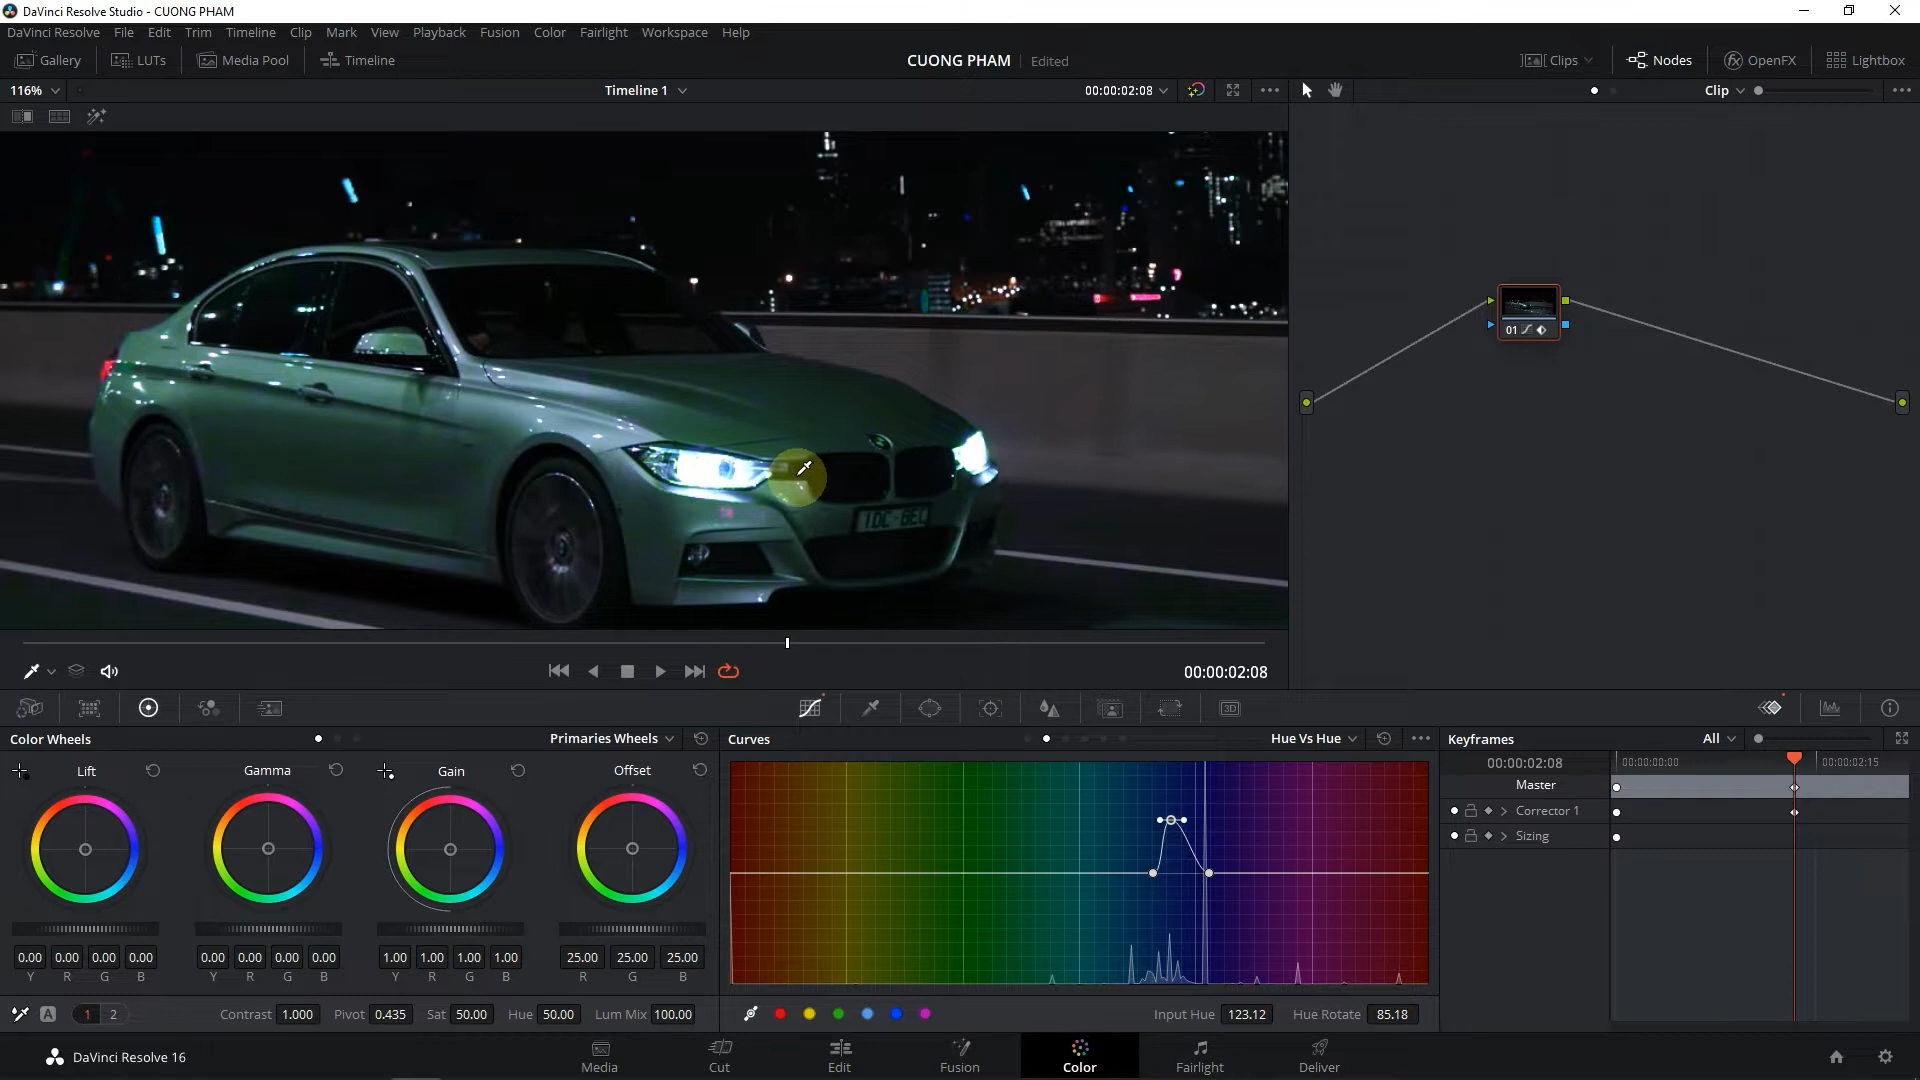 DaVinci Resolve Studio - CUONG PHAM
DaVinci Resolve File Edit Trim Timeline Clip Mark View Playback Fusion Color Fairlight Workspace Help
Gallery LUTs Media Pool Timeline CUONG PHAM Edited Clips Nodes OpenFX Lightbox
116% Timeline 1 00:00:02:08 Clip
01
00:00:02:08
3D
Color Wheels Primaries Wheels Curves Hue Vs Hue Keyframes All
Lift Gamma Gain Offset 00:00:02:08 00:00:00:00 00:00:02:15
Master
Corrector 1
Sizing
0.00 0.00 0.00 0.00 0.00 0.00 0.00 0.00 1.00 1.00 1.00 1.00 25.00 25.00 25.00
Y R G B Y R G B Y R G B R G B
A 1 2 Contrast 1.000 Pivot 0.435 Sat 50.00 Hue 50.00 Lum Mix 100.00 Input Hue 123.12 Hue Rotate 85.18
DaVinci Resolve 16 Media Cut Edit Fusion Color Fairlight Deliver